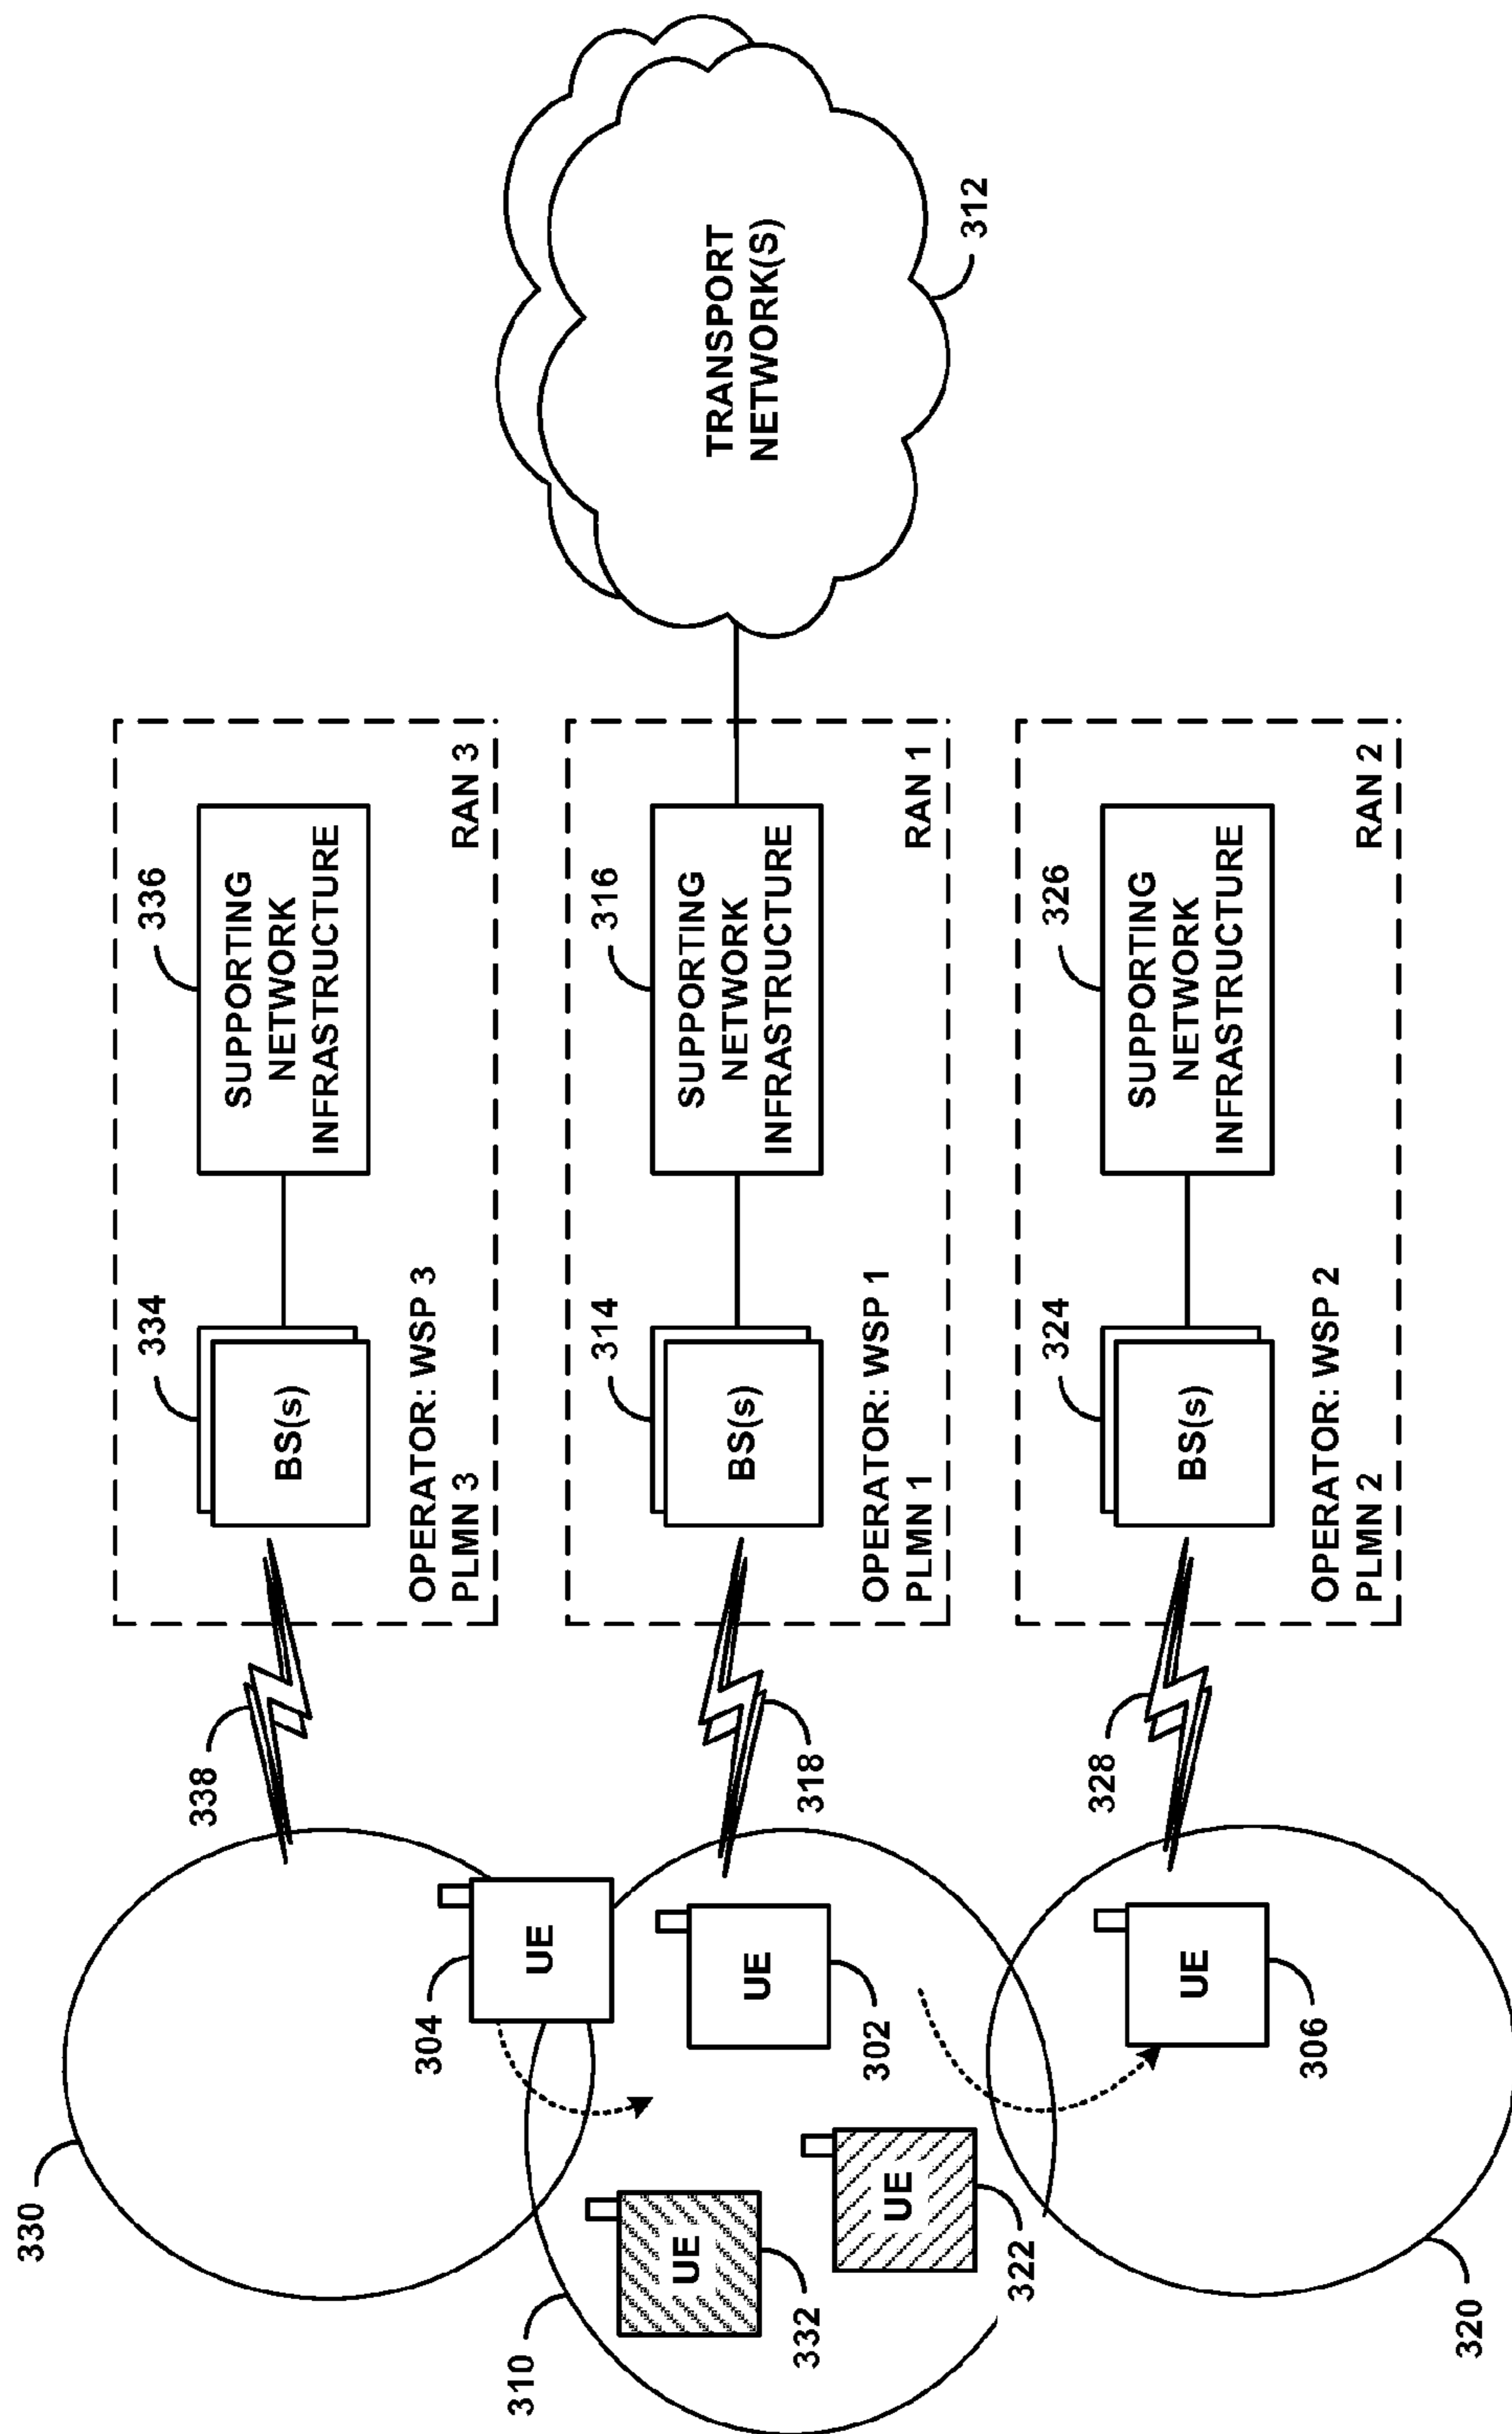 330
338
334
336
BS(s)
SUPPORTING
NETWORK
INFRASTRUCTURE
OPERATOR: WSP 3
PLMN 3
RAN 3
304
UE
310
332
UE
UE
302
318
314
316
BS(s)
SUPPORTING
NETWORK
INFRASTRUCTURE
OPERATOR: WSP 1
PLMN 1
RAN 1
TRANSPORT
NETWORK(S)
312
UE
322
320
UE
306
328
324
326
BS(s)
SUPPORTING
NETWORK
INFRASTRUCTURE
OPERATOR: WSP 2
PLMN 2
RAN 2